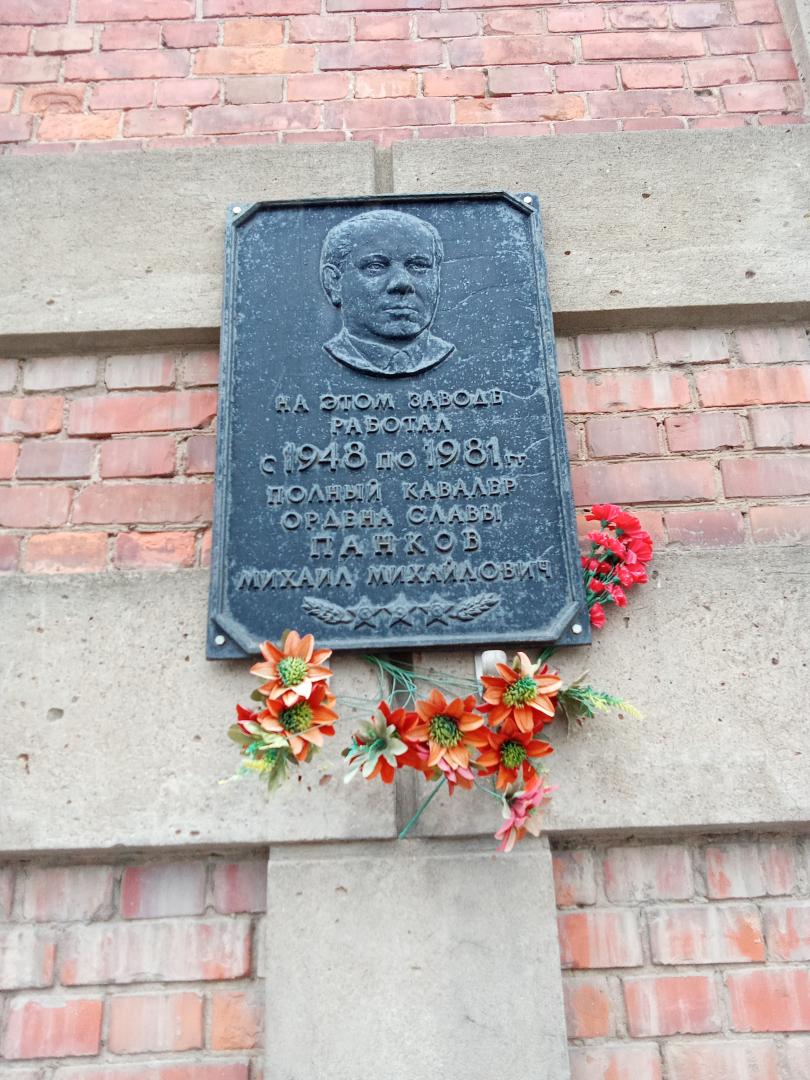 НА ЭТОМ ЗАВОДЕ
РАБОТАЛ
с 1948 по 1981 гг
ПОЛНЫЙ КАВАЛЕР
ОРДЕНА СЛАВЫ
ПАНКОВ
МИХАИЛ МИХАЙЛОВИЧ